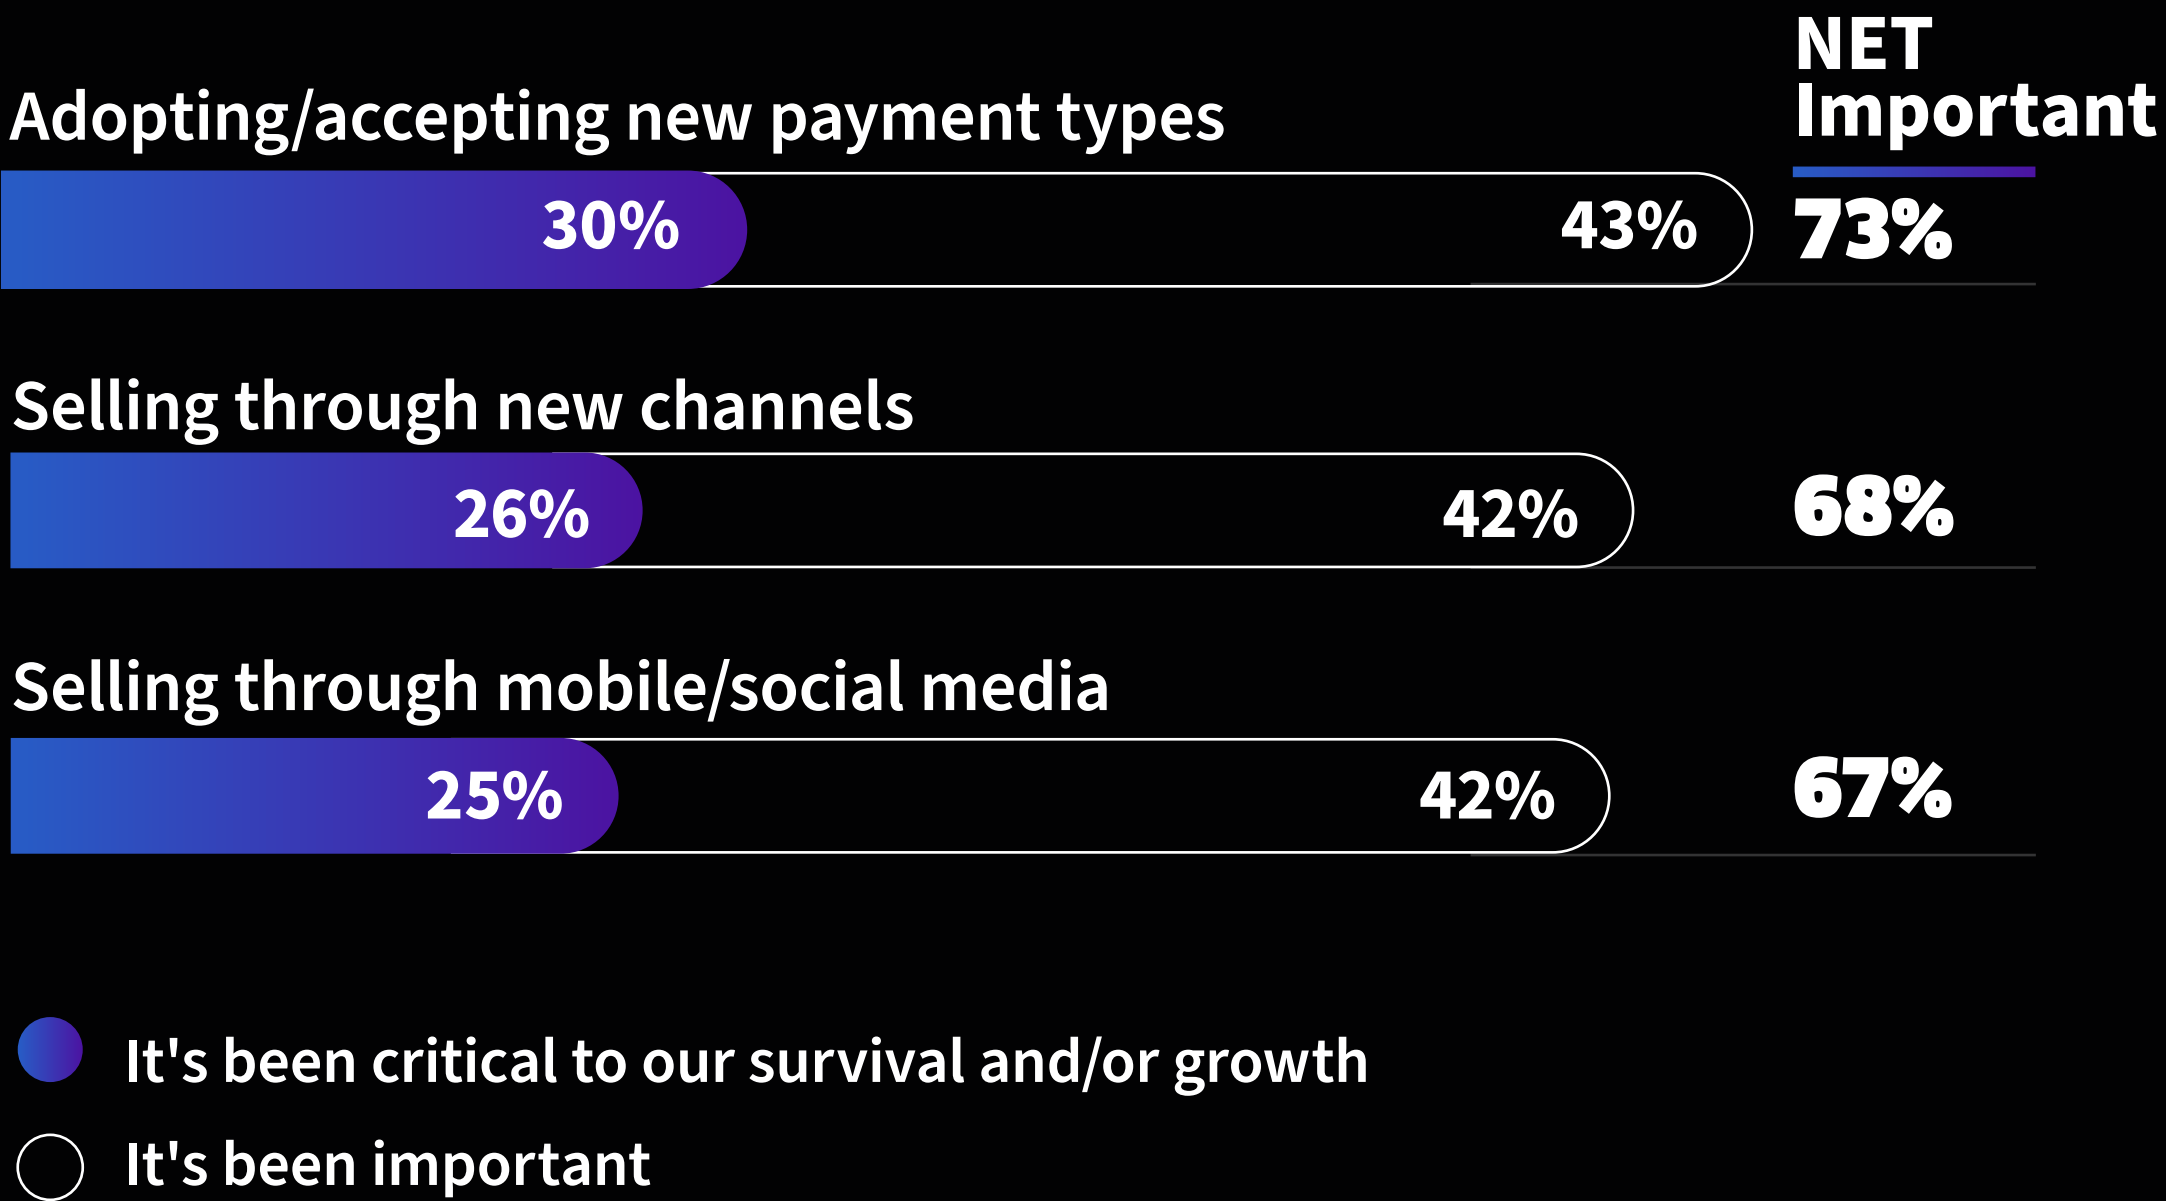 NET
Important
Adopting/accepting new payment types
30%
43%
73%
Selling through new channels
26%
42%
68%
Selling through mobile/social media
25%
42%
67%
It's been critical to our survival and/or growth
It's been important